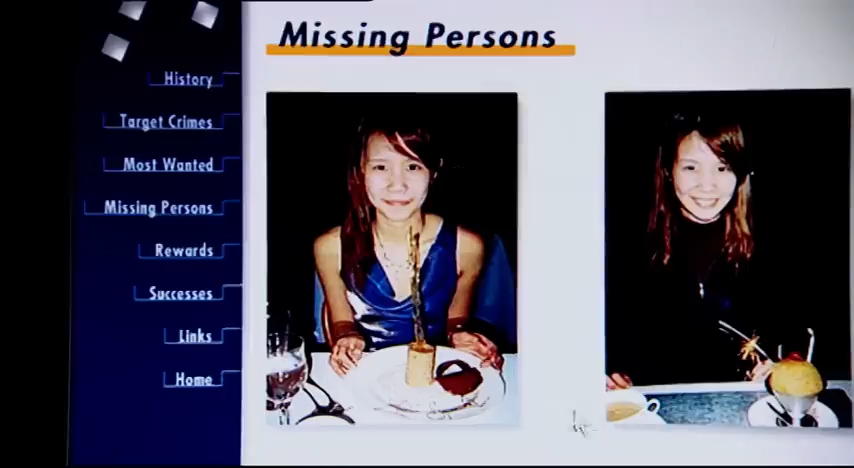 Missing Persons
History
Target Crimes
Most Wanted
Missing Persons
Rewards
Successes
Links
Home